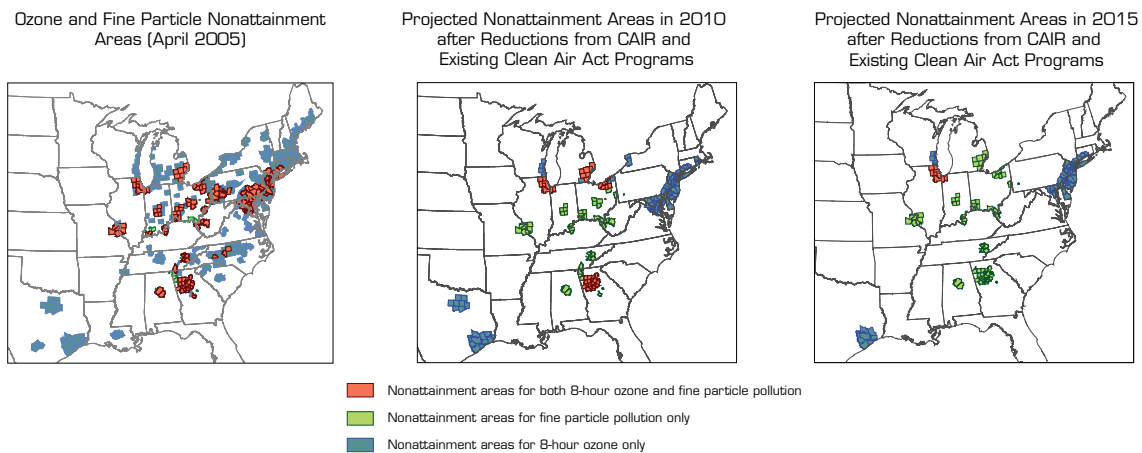 Ozone and Fine Particle Nonattainment
Areas (April 2005)
Projected Nonattainment Areas in 2010
after Reductions from CAIR and
Existing Clean Air Act Programs
Projected Nonattainment Areas in 2015
after Reductions from CAIR and
Existing Clean Air Act Programs
Nonattainment areas for both 8-hour ozone and fine particle pollution
Nonattainment areas for fine particle pollution only
Nonattainment areas for 8-hour ozone only